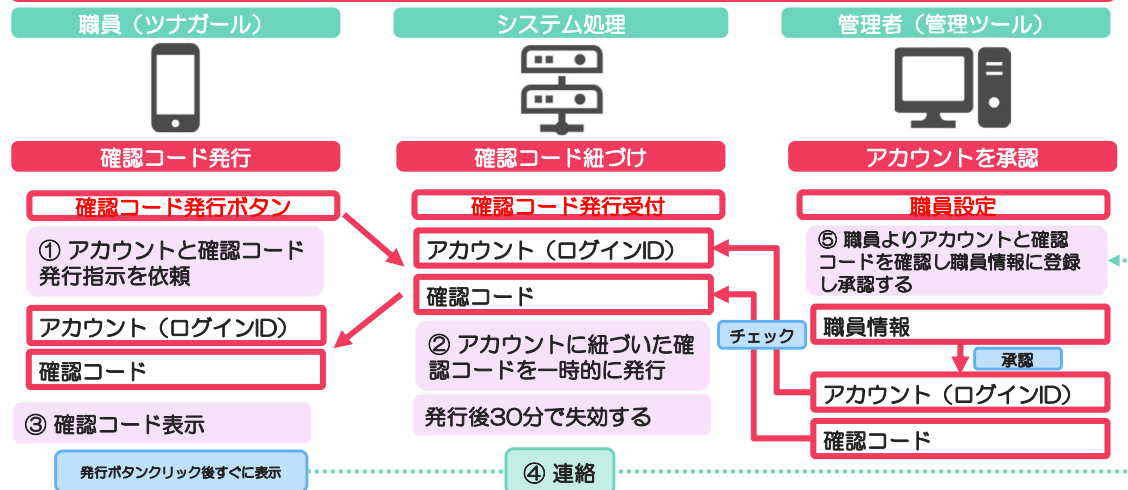 職員（ツナガール）
システム処理
管理者（管理ツール）
確認コード発行
確認コード紐づけ
アカウントを承認
確認コード発行ボタン
① アカウントと確認コード
発行指示を依頼
アカウント（ログインID）
確認コード
③ 確認コード表示
発行ボタンクリック後すぐに表示
確認コード発行受付
アカウント（ログインID）
確認コード
② アカウントに紐づいた確
認コードを一時的に発行
発行後30分で失効する
④ 連絡
チェック
職員設定
⑤ 職員よりアカウントと確認
コードを確認し職員情報に登録
し承認する
職員情報
承認
アカウント（ログインID）
確認コード